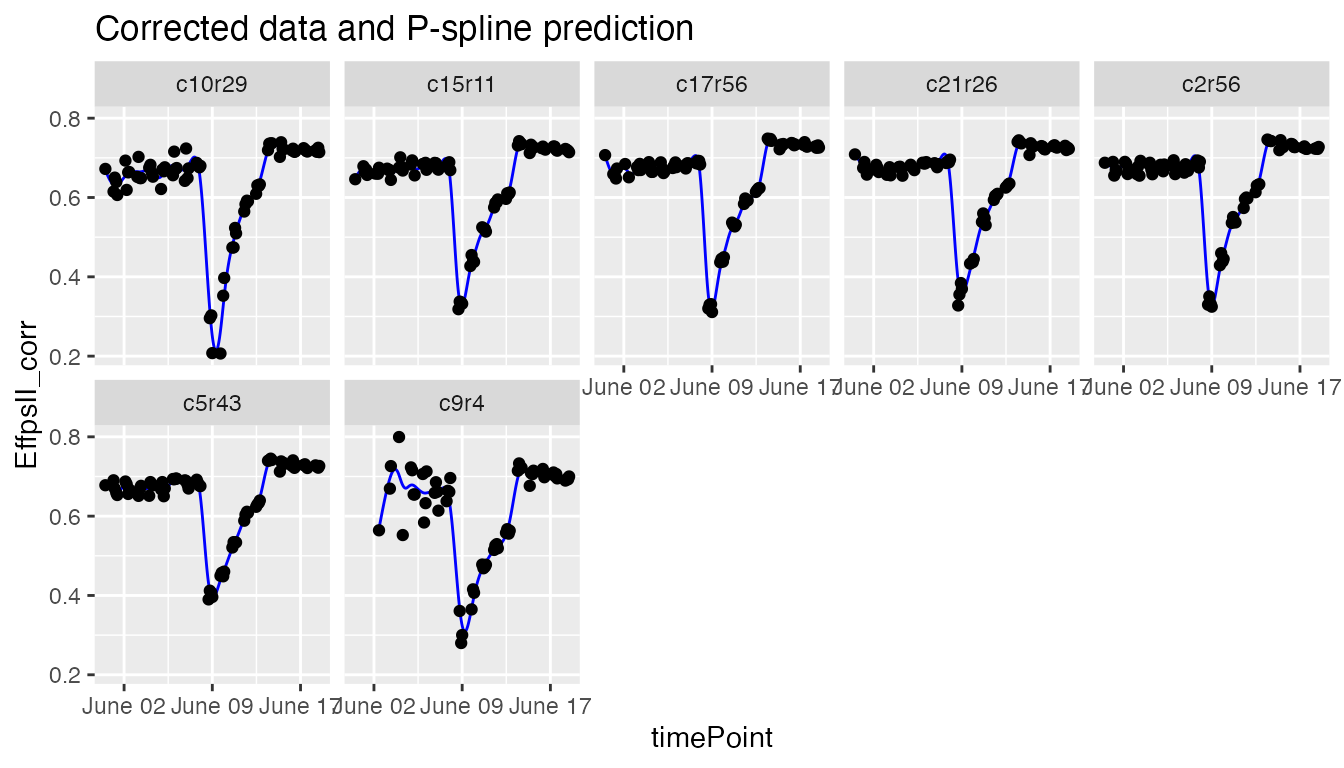 Corrected data and P-spline prediction
c10r29 c15r11 c17r56 c21r26 c2r56
0.8
0.6
0.4
0.2
June 02 June 09 June 17 June 02 June 09 June 17 June 02 June 09 June 17
c5r43 c9r4
0.8
0.6
0.4
0.2
June 02 June 09 June 17 June 02 June 09 June 17
EffpsII_corr
timePoint